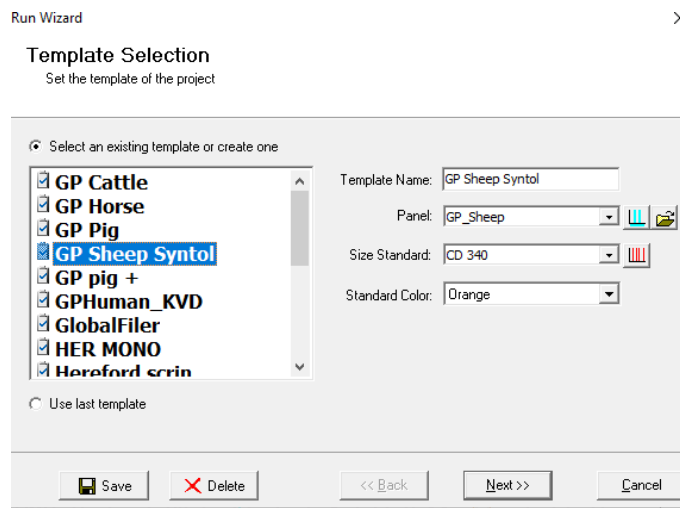 Run Wizard
Template Selection
Set the template of the project
Select an existing template or create one
GP Cattle
GP Horse
GP Pig
GP Sheep Syntol
GP pig +
GPHuman_KVD
GlobalFiler
HER MONO
Hereford scrin
Use last template
Template Name: GP Sheep Syntol
Panel: GP_Sheep
Size Standard: CD 340
Standard Color: Orange
Save
Delete
<< Back
Next >>
Cancel